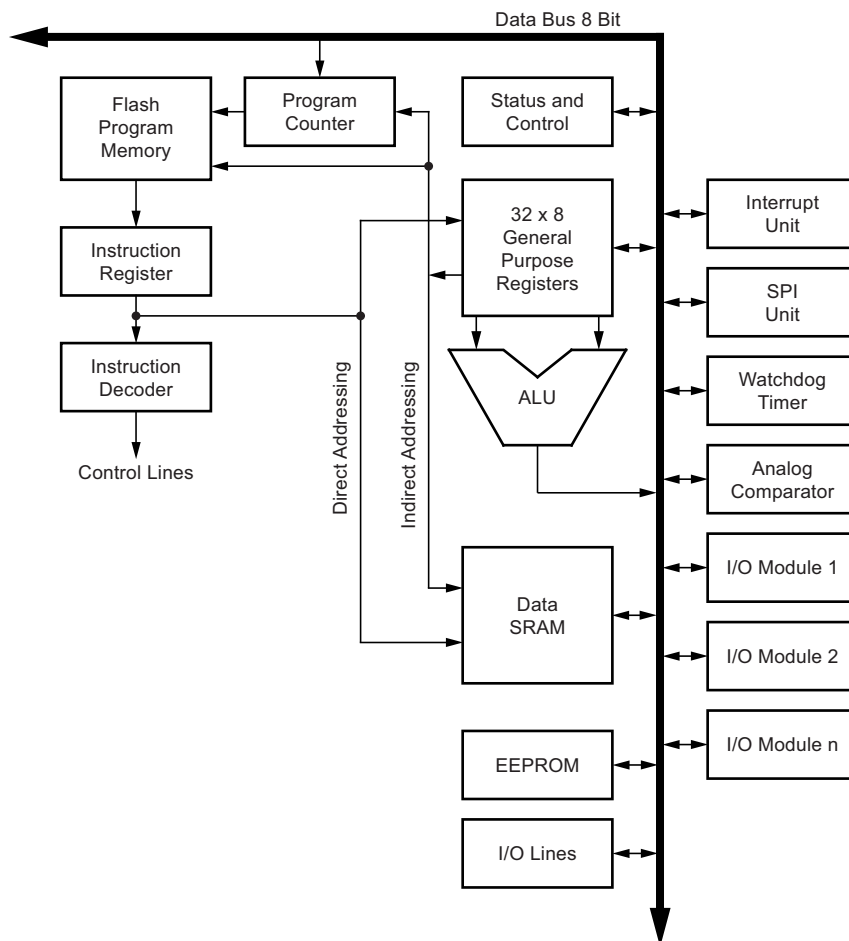 Data Bus 8 Bit
Flash
Program
Memory
Program
Counter
Status and
Control
32 x 8
General
Purpose
Registers
Interrupt
Unit
Instruction
Register
SPI
Unit
Instruction
Decoder
ALU
Watchdog
Timer
Control Lines
Direct Addressing
Indirect Addressing
Analog
Comparator
Data
SRAM
I/O Module 1
I/O Module 2
I/O Module n
EEPROM
I/O Lines